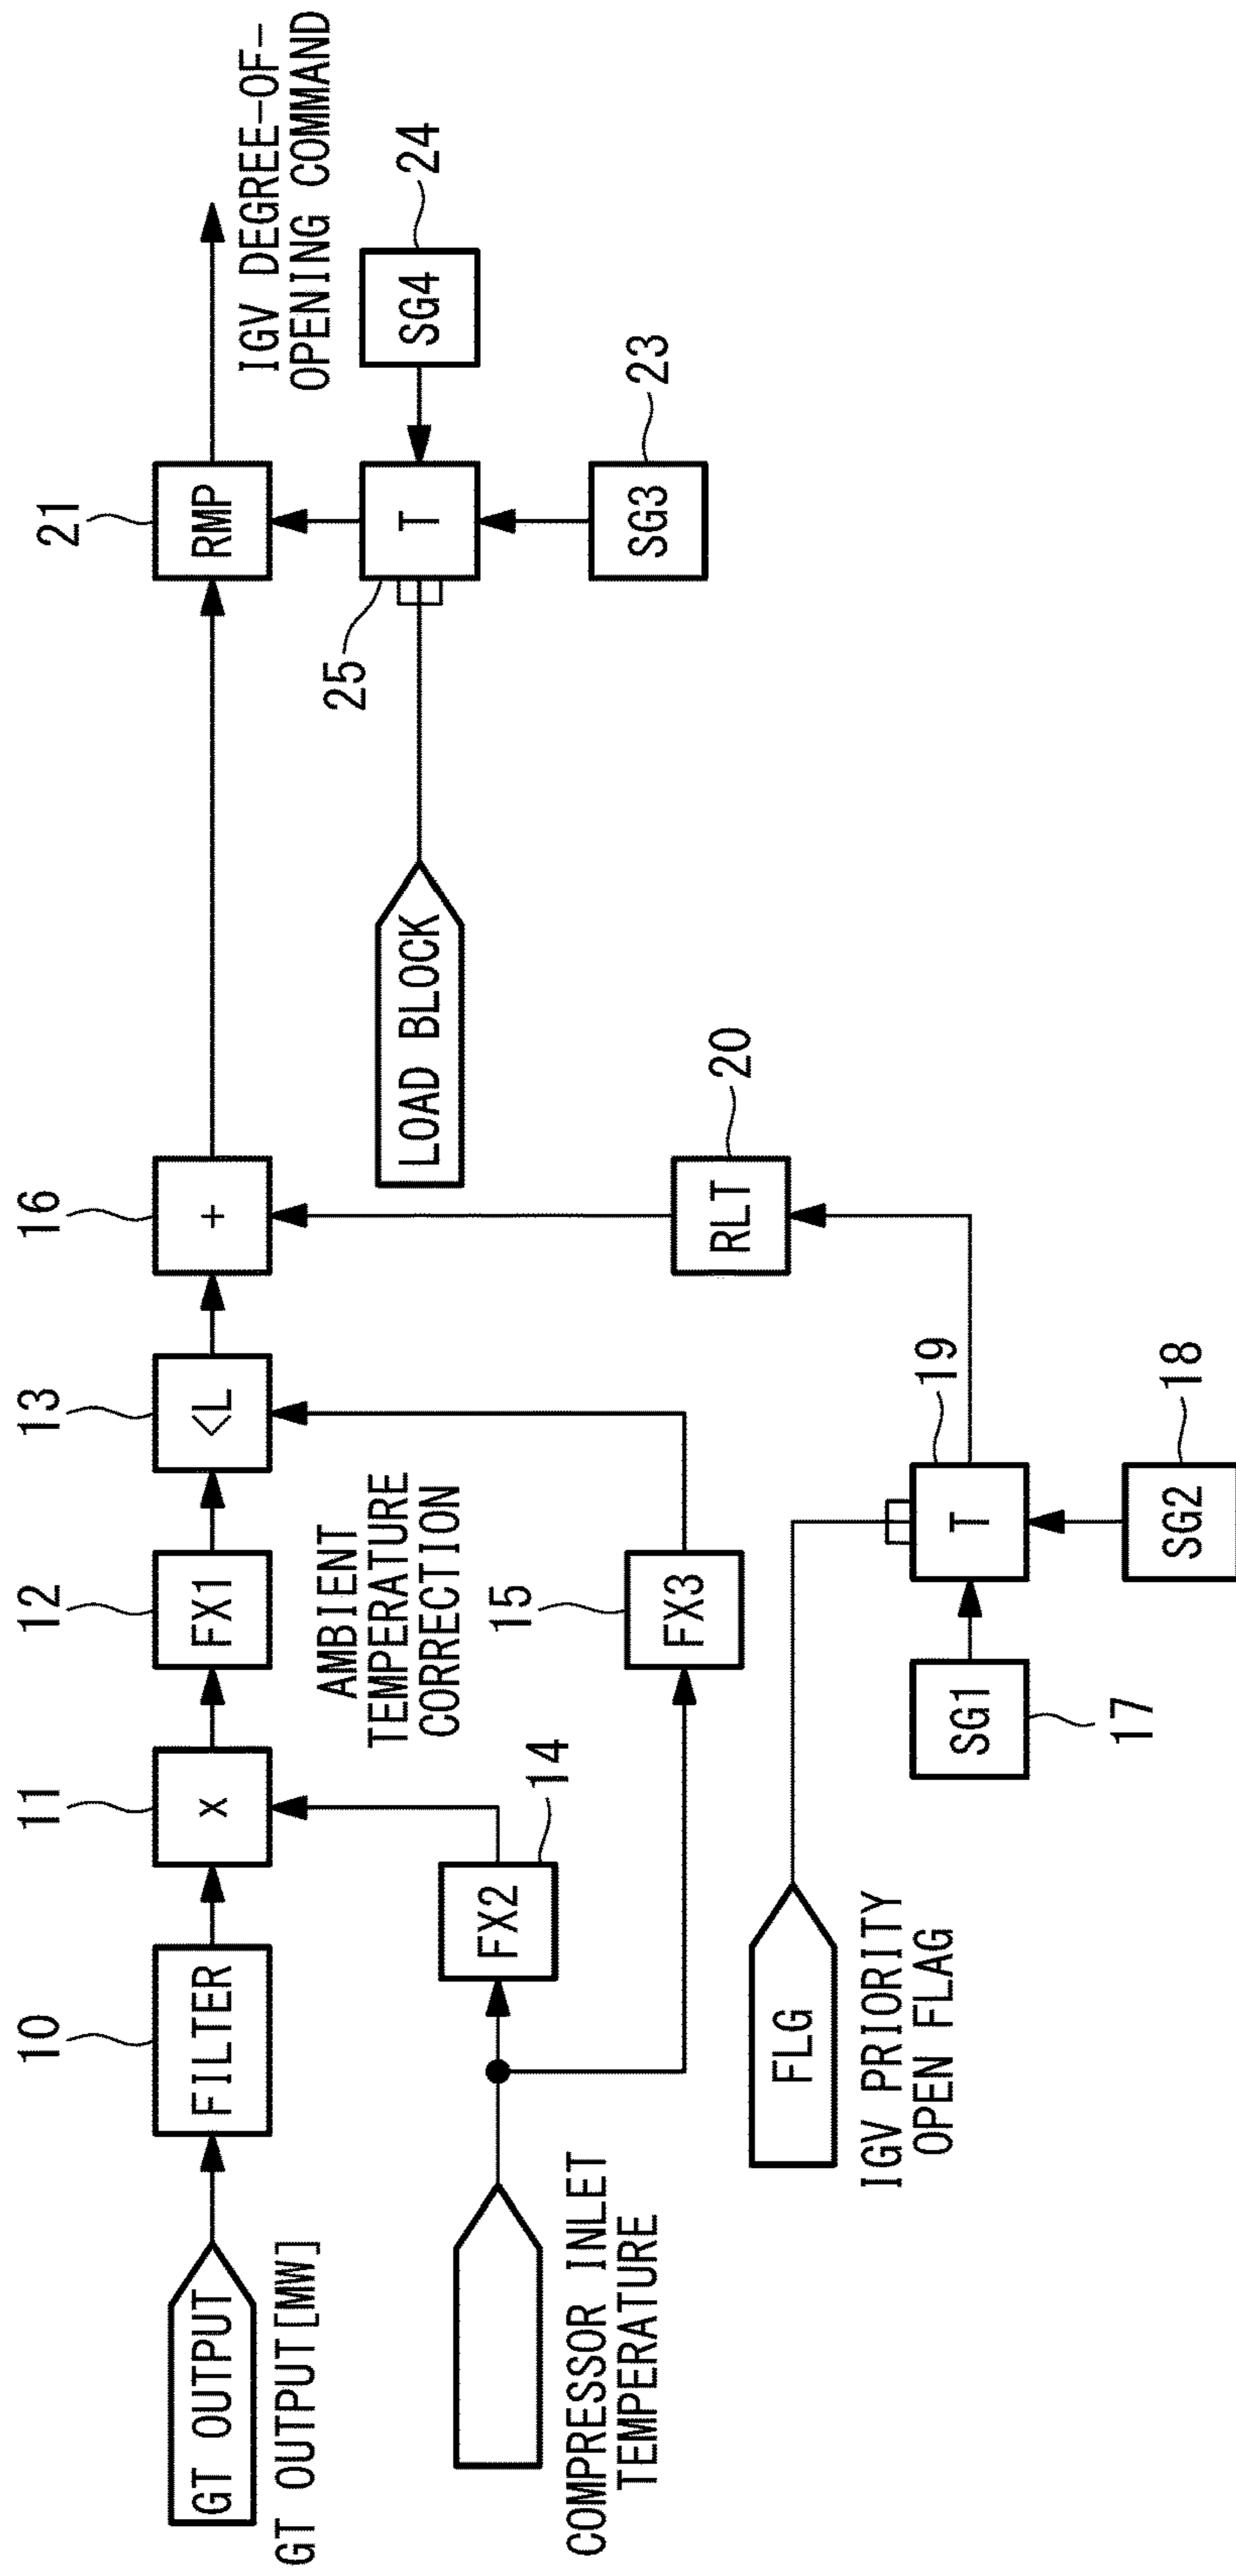 10
11
12
13
16
21
GT OUTPUT
FILTER
x
FX1
<L
+
RMP
GT OUTPUT[MW]
IGV DEGREE-OF-
OPENING COMMAND
AMBIENT
TEMPERATURE
CORRECTION
LOAD BLOCK
25
T
SG4
24
COMPRESSOR INLET
TEMPERATURE
FX2
14
15
FX3
RLT
20
SG3
23
FLG
IGV PRIORITY
OPEN FLAG
SG1
17
T
19
SG2
18